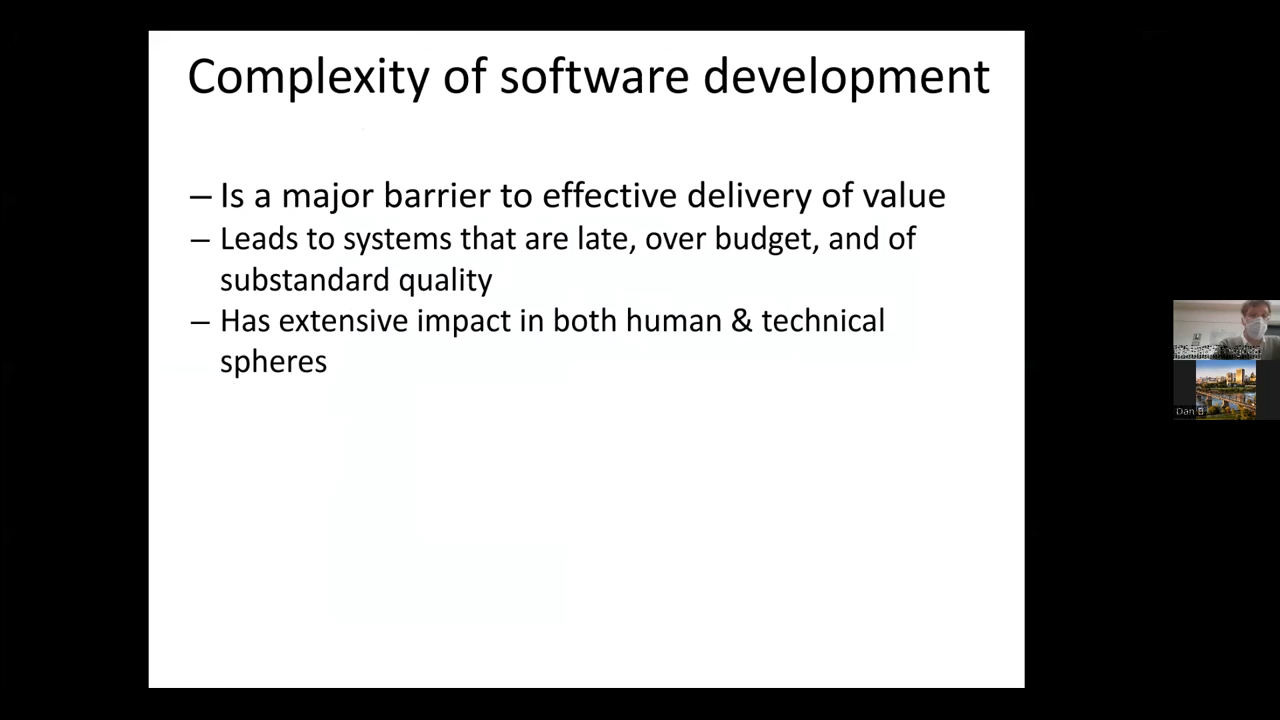 Complexity of software development
– Is a major barrier to effective delivery of value
– Leads to systems that are late, over budget, and of
substandard quality
– Has extensive impact in both human & technical
spheres
Dan